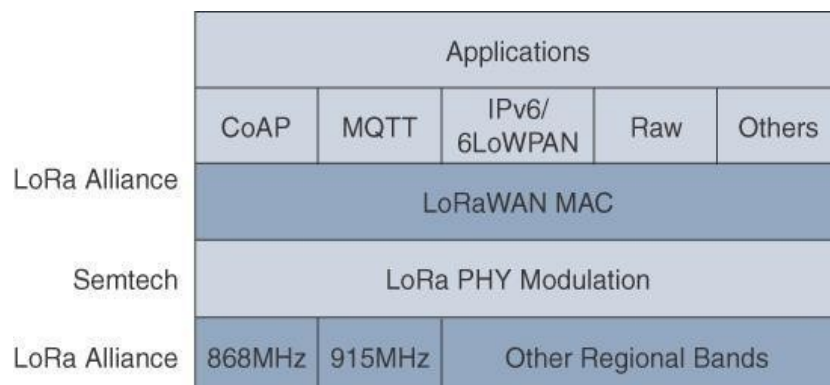 Applications
CoAP MQTT IPv6/
6LoWPAN Raw Others
LoRa Alliance
LoRaWAN MAC
Semtech LoRa PHY Modulation
LoRa Alliance 868MHz 915MHz Other Regional Bands